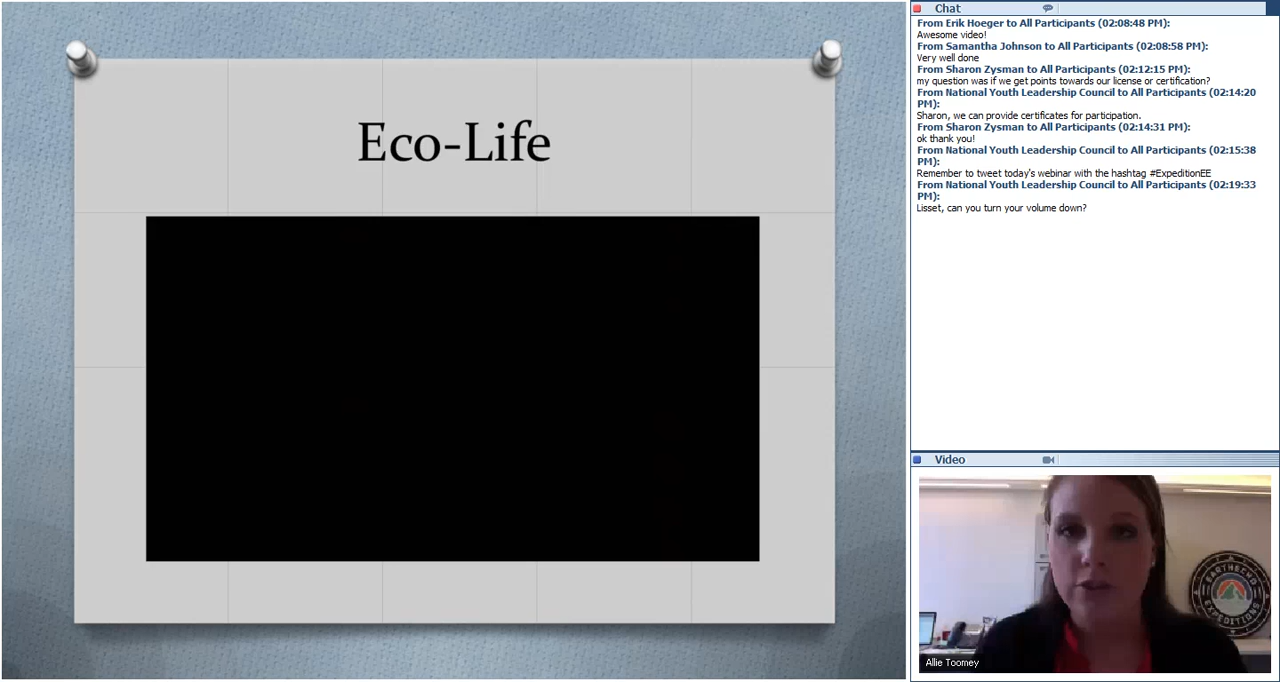 Eco-Life
Chat
From Erik Hoeger to All Participants (02:08:48 PM):
Awesome video!
From Samantha Johnson to All Participants (02:08:58 PM):
Very well done
From Sharon Zysman to All Participants (02:12:15 PM):
my question was if we get points towards our license or certification?
From National Youth Leadership Council to All Participants (02:14:20
PM):
Sharon, we can provide certificates for participation.
From Sharon Zysman to All Participants (02:14:31 PM):
ok thank you!
From National Youth Leadership Council to All Participants (02:15:38
PM):
Remember to tweet today's webinar with the hashtag #ExpeditionEE
From National Youth Leadership Council to All Participants (02:19:33
PM):
Lisset, can you turn your volume down?
Video
EARTHECHO
EXPEDITIONS
Allie Toomey